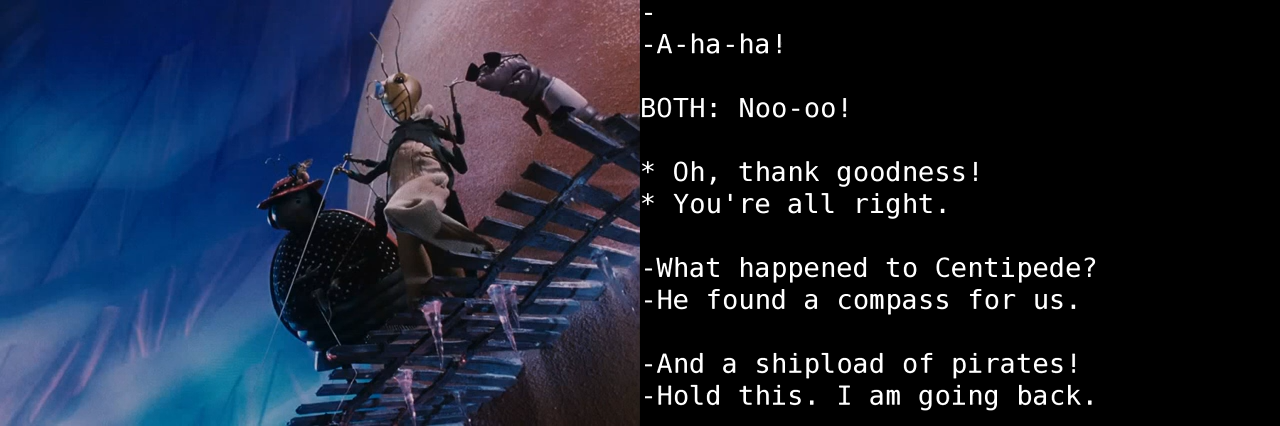 -
-A-ha-ha!
BOTH: Noo-oo!
* Oh, thank goodness!
* You're all right.
-What happened to Centipede?
-He found a compass for us.
-And a shipload of pirates!
-Hold this. I am going back.